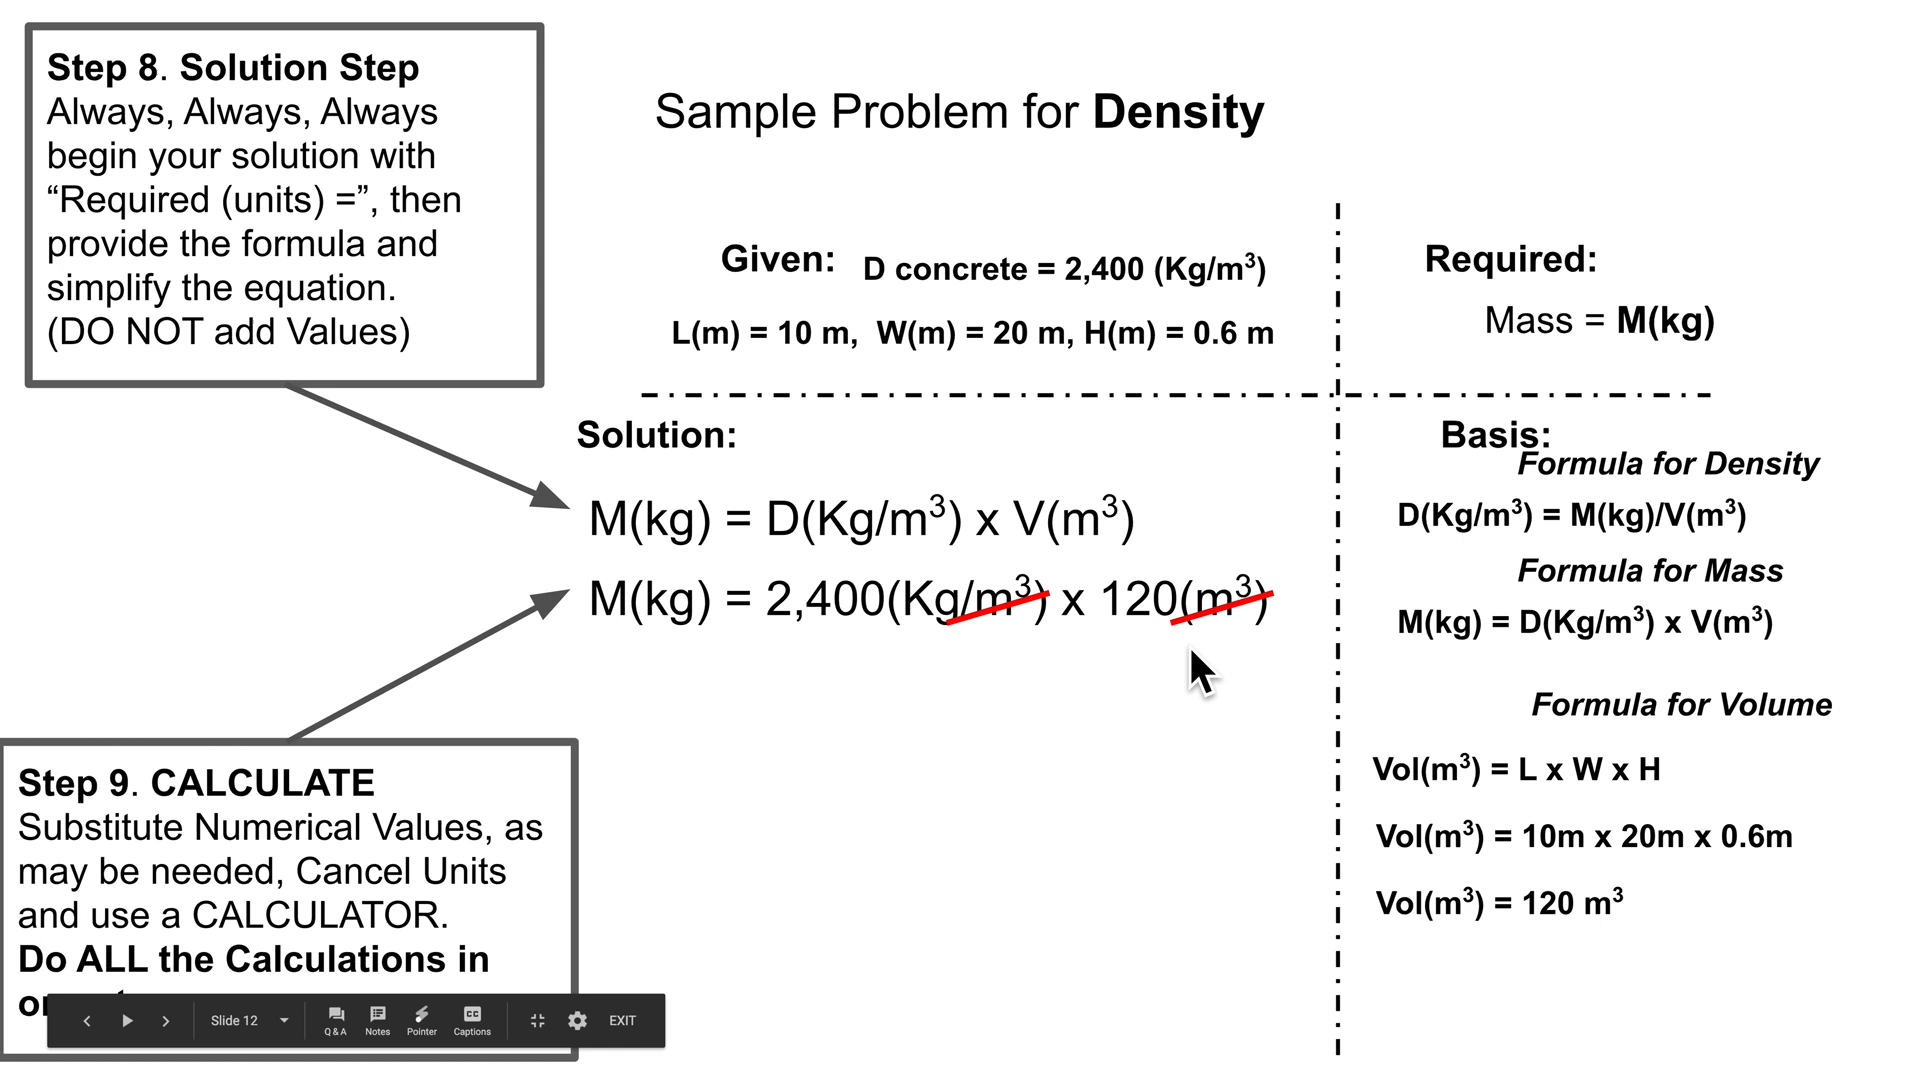 Step 8. Solution Step
Always, Always, Always
begin your solution with
“Required (units) =”, then
provide the formula and
simplify the equation.
(DO NOT add Values)
Sample Problem for Density
Given: D concrete = 2,400 (Kg/m³)
L(m) = 10 m, W(m) = 20 m, H(m) = 0.6 m
Required:
Mass = M(kg)
Solution:
M(kg) = D(Kg/m³) x V(m³)
M(kg) = 2,400(Kg/m³) x 120(m³)
Basis:
Formula for Density
D(Kg/m³) = M(kg)/V(m³)
Formula for Mass
M(kg) = D(Kg/m³) x V(m³)
Formula for Volume
Vol(m³) = L x W x H
Vol(m³) = 10m x 20m x 0.6m
Vol(m³) = 120 m³
Step 9. CALCULATE
Substitute Numerical Values, as
may be needed, Cancel Units
and use a CALCULATOR.
Do ALL the Calculations in
Slide 12
Q & A
Notes
Pointer
CC
Captions
EXIT